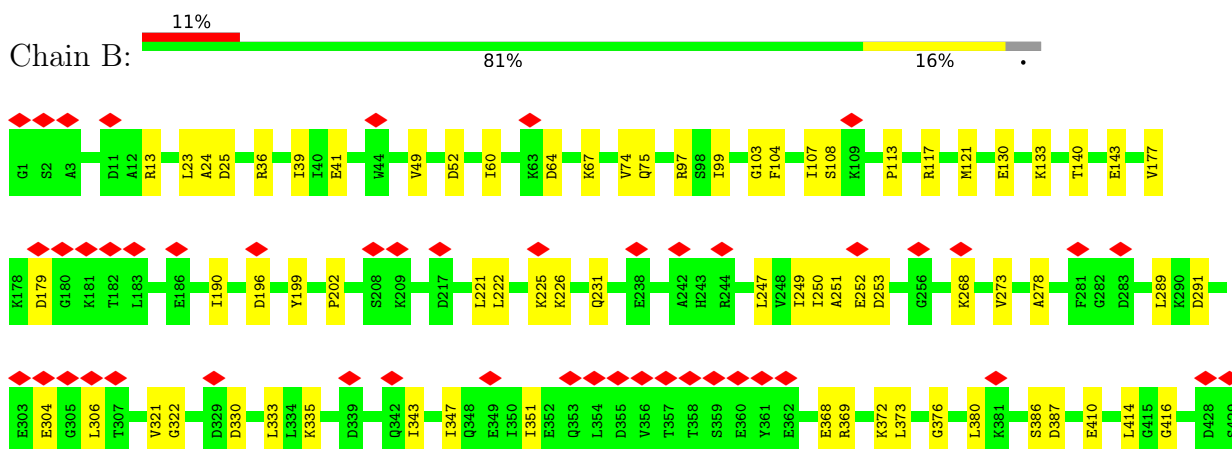 11%
Chain B:
81% 16% •
G1 S2 A3 D11 A12 R13 L23 A24 D25 R36 I39 I40 E41 W44 V49 D52 I60 K63 D64 K67 V74 Q75 R97 S98 I99 G103 F104 I107 S108 K109 P113 R117 M121 E130 K133 T140 E143 V177
K178 D179 G180 K181 T182 L183 E186 I190 D196 Y199 P202 S208 K209 D217 L221 L222 K225 K226 Q231 E238 A242 H243 R244 L247 V248 I249 I250 A251 E252 D253 G256 K268 V273 A278 F281 G282 D283 L289 K290 D291
E303 E304 G305 L306 T307 V321 G322 D329 D330 L333 L334 K335 D339 Q342 I343 I347 Q348 E349 I350 I351 E352 Q353 L354 D355 V356 T357 T358 S359 E360 Y361 E362 E368 R369 K372 L373 G376 L380 K381 S386 D387 E410 L414 G415 G416 D428